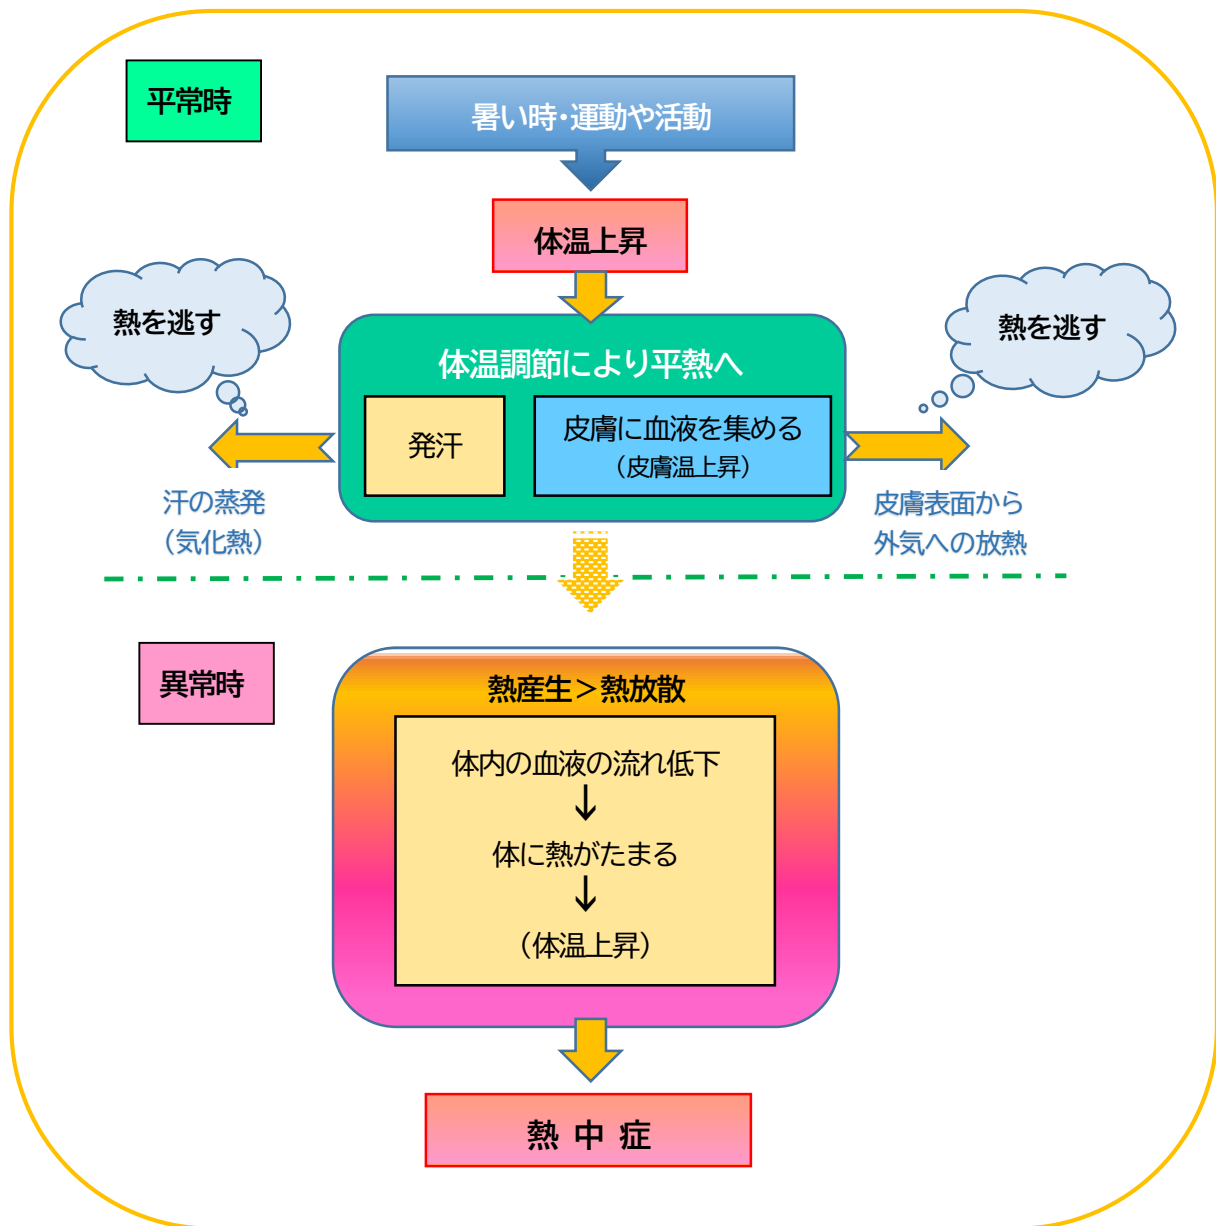 平常時
暑い時・運動や活動
体温上昇
熱を逃す
熱を逃す
体温調節により平熱へ
発汗
皮膚に血液を集める
（皮膚温上昇）
汗の蒸発
（気化熱）
皮膚表面から
外気への放熱
異常時
熱産生＞熱放散
体内の血液の流れ低下
↓
体に熱がたまる
↓
（体温上昇）
熱 中 症